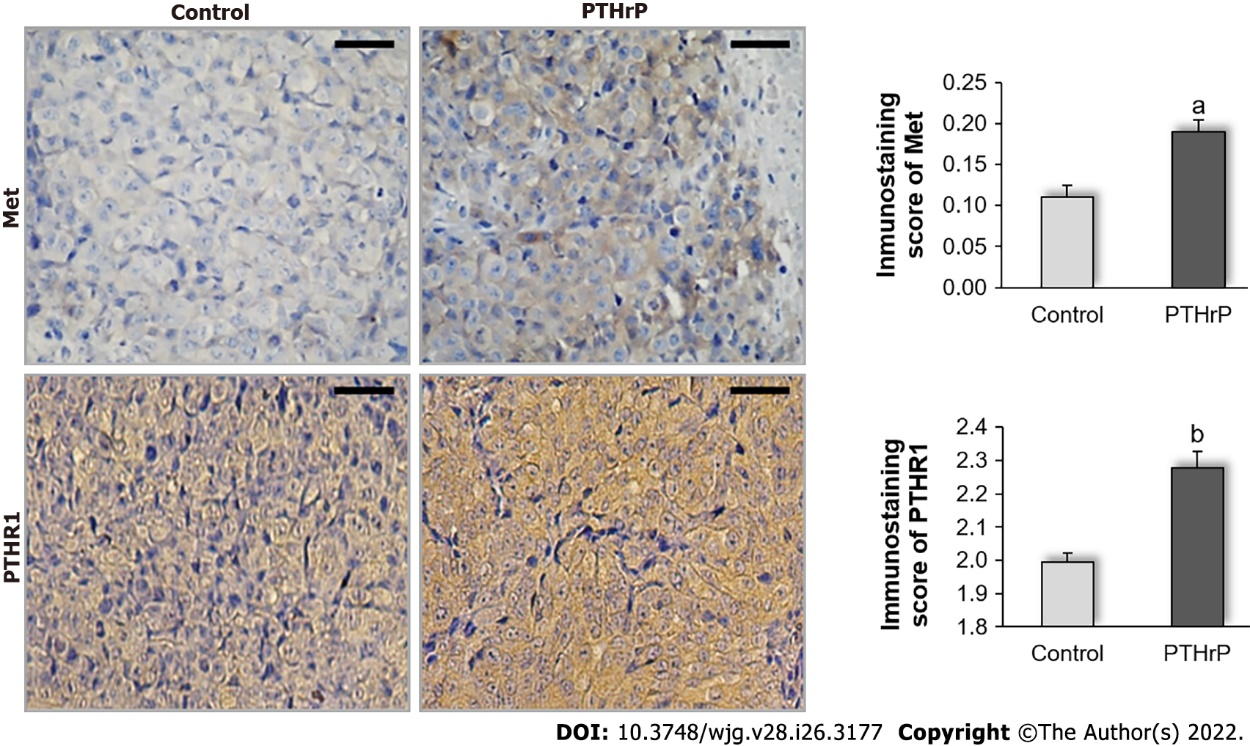 Control PTHrP
Met
0.25
0.20
0.15
0.10
0.05
0.00
Inmunostaining
score of Met
a
Control PTHrP
PTHR1
2.4
2.3
2.2
2.1
2.0
1.9
1.8
Immunostaining
score of PTHR1
b
Control PTHrP
DOI: 10.3748/wjg.v28.i26.3177 Copyright ©The Author(s) 2022.